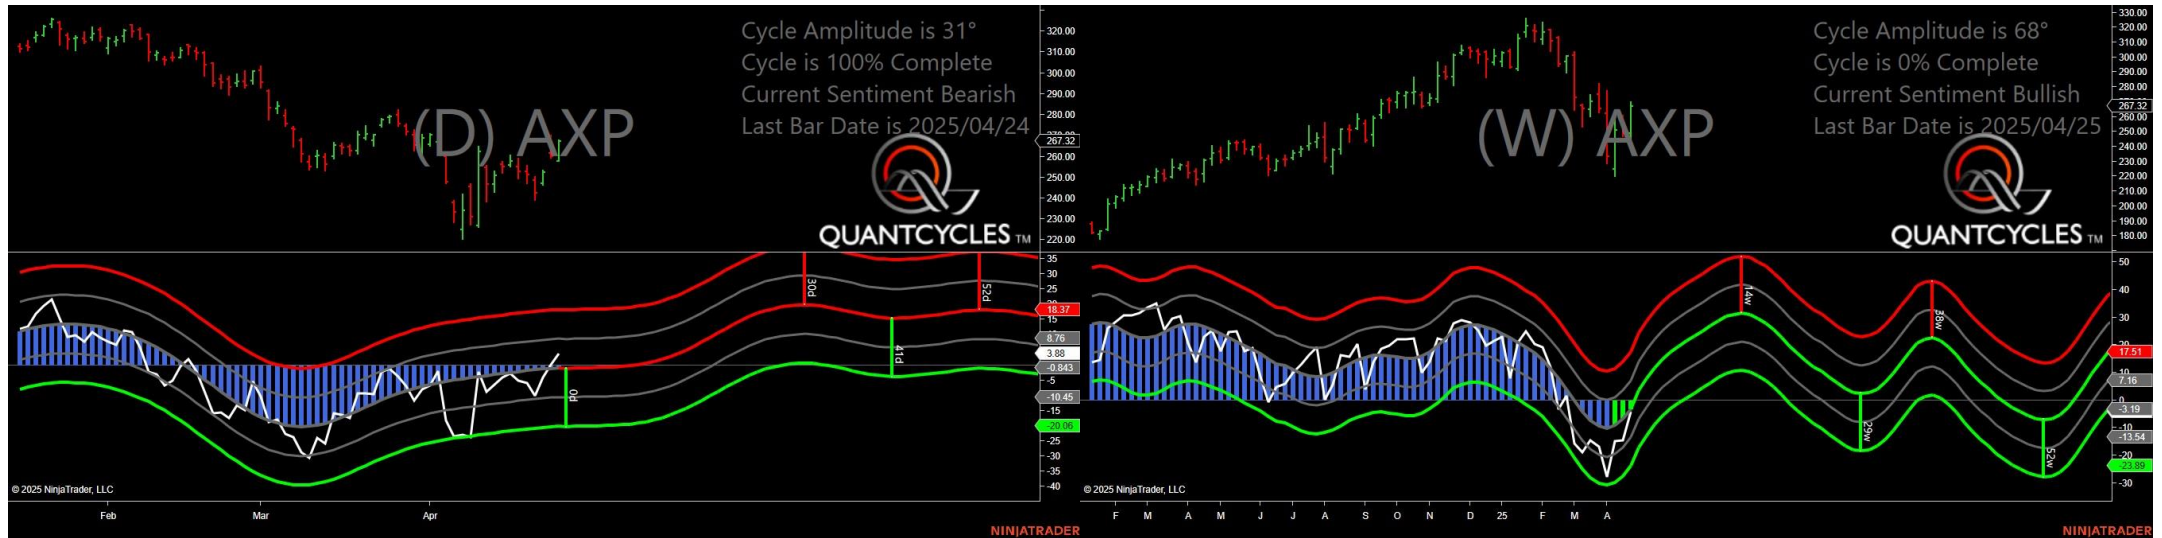 Cycle Amplitude is 31°
Cycle is 100% Complete
Current Sentiment Bearish
Last Bar Date is 2025/04/24
(D) AXP
QUANTCYCLES TM
320.00
310.00
300.00
290.00
280.00
267.32
260.00
250.00
240.00
230.00
220.00
35
30
25
18.37
15
8.76
3.88
-0.843
-5
-10.45
-15
-20.06
-30
-35
-40
30d
52d
41d
0d
© 2025 NinjaTrader, LLC
Feb Mar Apr
NINJATRADER
Cycle Amplitude is 68°
Cycle is 0% Complete
Current Sentiment Bullish
Last Bar Date is 2025/04/25
(W) AXP
QUANTCYCLES TM
330.00
320.00
310.00
300.00
290.00
280.00
267.32
260.00
250.00
240.00
230.00
220.00
210.00
200.00
190.00
180.00
50
40
30
20
17.51
10
7.16
0
-3.19
-10
-13.54
-20
-23.89
-30
14w
38w
29w
52w
© 2025 NinjaTrader, LLC
F M A M J J A S O N D 25 F M A
NINJATRADER